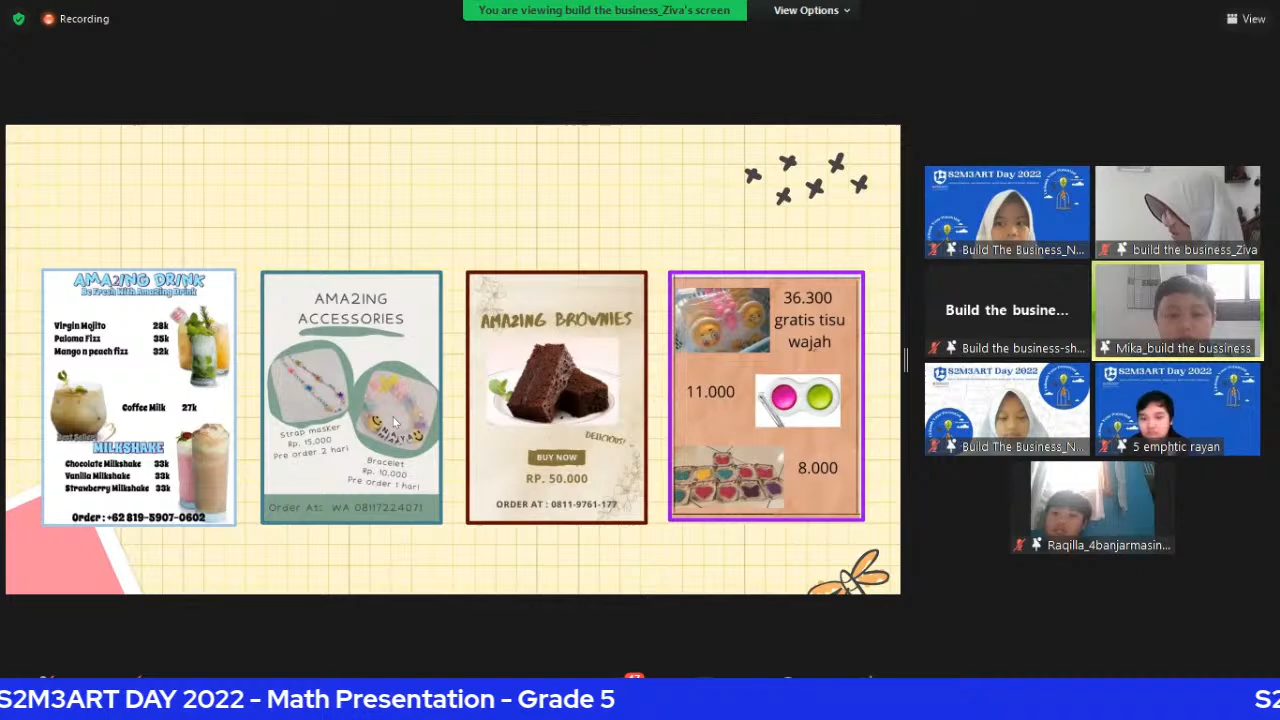 Recording
You are viewing build the business_Ziva's screen
View Options
View
AMA2ING DRINK
Be Fresh With Ama2ing Drink
Virgin Mojito 28k
Paloma Fizz 35k
Mango n peach fizz 32k
Coffee Milk 27k
Best Seller
MILKSHAKE
Chocolate Milkshake 33k
Vanilla Milkshake 33k
Strawberry Milkshake 33k
Order : +62 819-5907-0602
AMA2ING
ACCESSORIES
Strap masker
Rp. 15,000
Pre order 2 hari
Bracelet
Rp. 10,000
Pre order 1 hari
Order At: WA 08117224071
AMA2ING BROWNIES
DELICIOUS!
BUY NOW
RP. 50.000
ORDER AT : 0811-9761-177
36.300
gratis tisu
wajah
11.000
8.000
S2M3ART Day 2022
Build The Business_N...
build the business_Ziva
Build the busine...
Build the business-sh...
Mika_build the bussiness
S2M3ART Day 2022
Build The Business_N...
S2M3ART Day 2022
5 emphtic rayan
Raqilla_4banjarmasin...
S2M3ART DAY 2022 - Math Presentation - Grade 5
S2